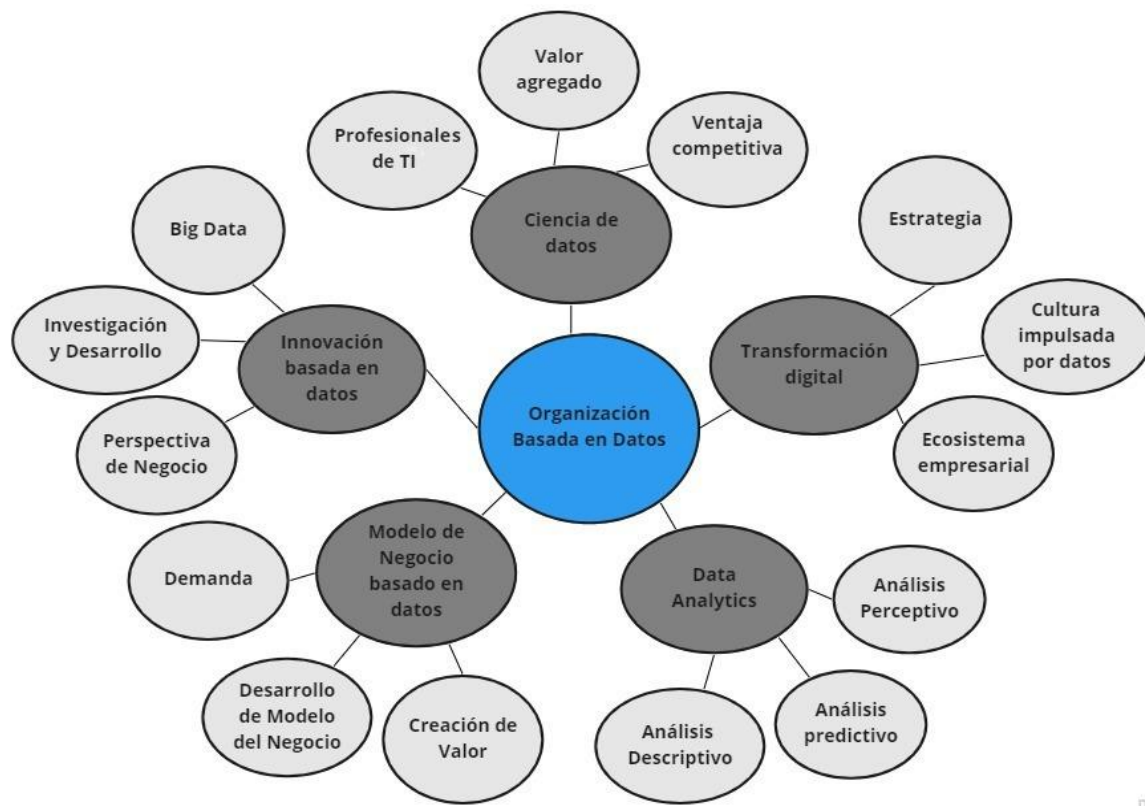 Valor
agregado
Profesionales
de TI
Ventaja
competitiva
Ciencia de
datos
Big Data
Estrategia
Investigación
y Desarrollo
Innovación
basada en
datos
Perspectiva
de Negocio
Transformación
digital
Cultura
impulsada
por datos
Ecosistema
empresarial
Organización
Basada en Datos
Modelo de
Negocio
basado en
datos
Demanda
Desarrollo
de Modelo
del Negocio
Creación de
Valor
Data
Analytics
Análisis
Perceptivo
Análisis
predictivo
Análisis
Descriptivo